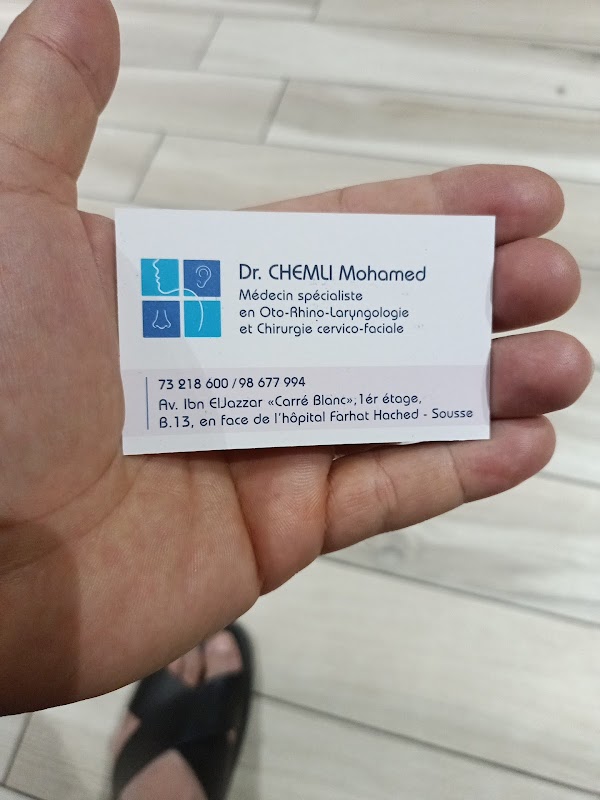 Dr. CHEMLI Mohamed
Médecin spécialiste
en Oto-Rhino-Laryngologie
et Chirurgie cervico-faciale
73 218 600 / 98 677 994
Av. Ibn ElJazzar «Carré Blanc»,1ér étage,
B.13, en face de l'hôpital Farhat Hached - Sousse